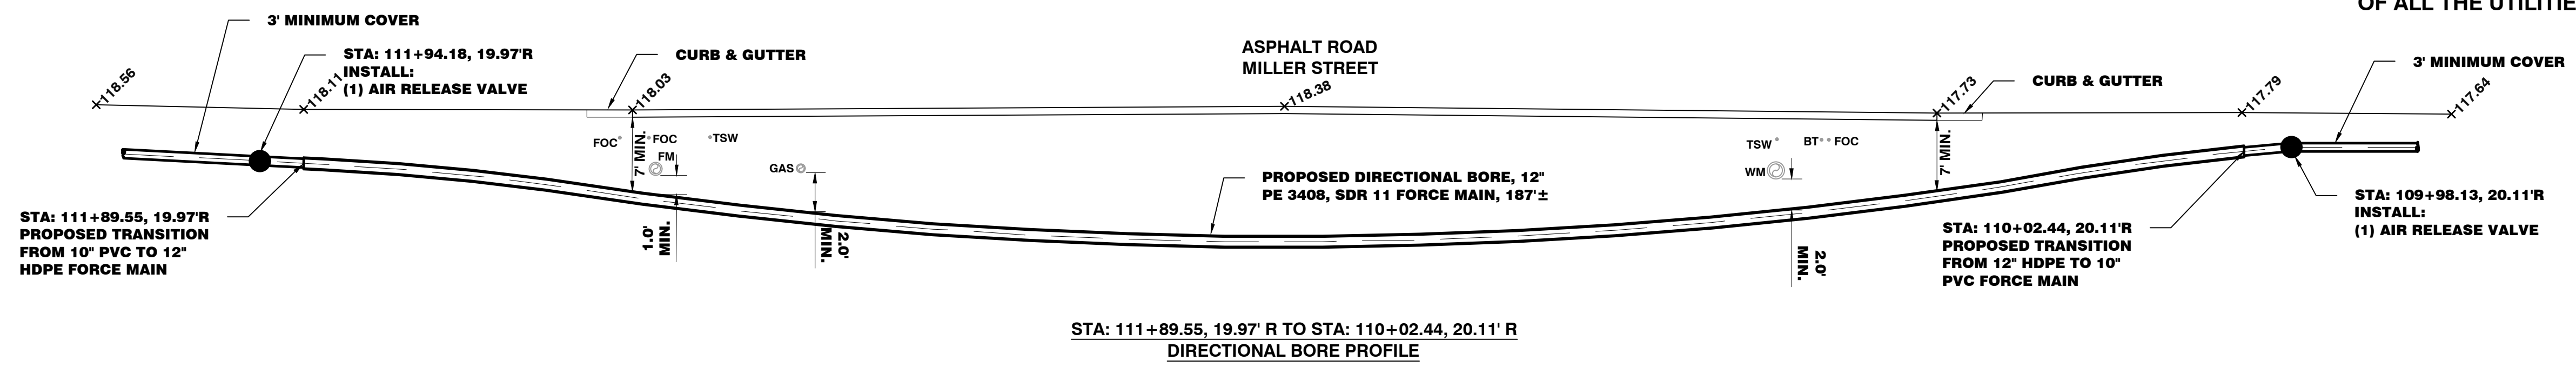 OF ALL THE UTILITIE
3' MINIMUM COVER
STA: 111+94.18, 19.97'R
INSTALL:
(1) AIR RELEASE VALVE
CURB & GUTTER
ASPHALT ROAD
MILLER STREET
CURB & GUTTER
3' MINIMUM COVER
118.56
118.11
118.03
118.38
117.73
117.79
117.64
FOC
FOC
TSW
7' MIN.
FM
GAS
TSW
BT
FOC
WM
7' MIN.
PROPOSED DIRECTIONAL BORE, 12"
PE 3408, SDR 11 FORCE MAIN, 187'±
STA: 111+89.55, 19.97'R
PROPOSED TRANSITION
FROM 10" PVC TO 12"
HDPE FORCE MAIN
1.0'
MIN.
2.0'
MIN.
2.0'
MIN.
STA: 110+02.44, 20.11'R
PROPOSED TRANSITION
FROM 12" HDPE TO 10"
PVC FORCE MAIN
STA: 109+98.13, 20.11'R
INSTALL:
(1) AIR RELEASE VALVE
STA: 111+89.55, 19.97' R TO STA: 110+02.44, 20.11' R
DIRECTIONAL BORE PROFILE